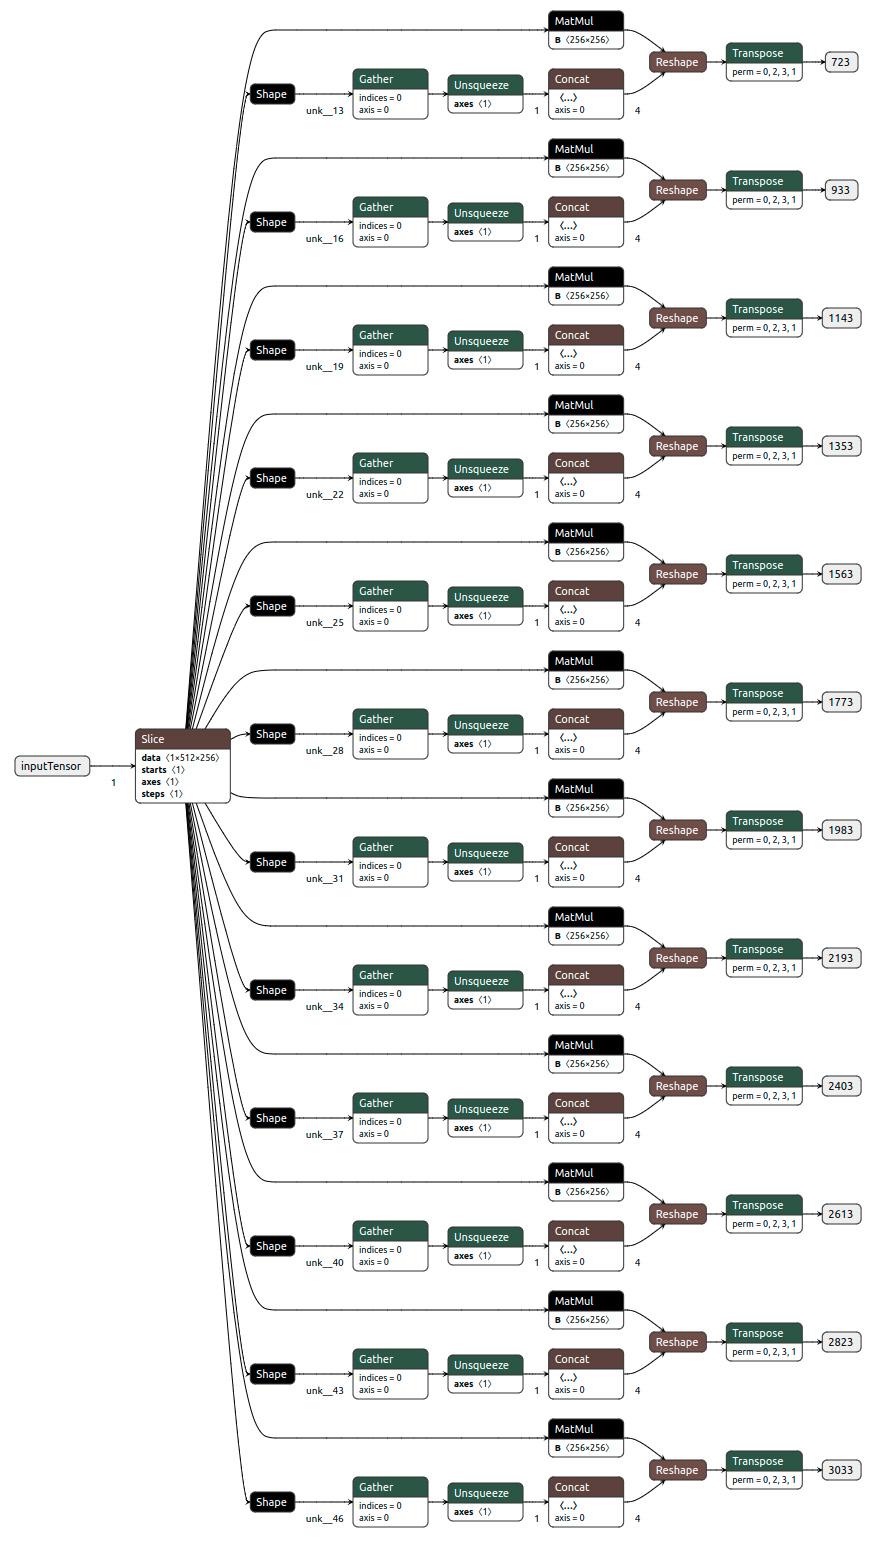 MatMul
B ⟨256×256⟩
Reshape
Transpose
perm = 0, 2, 3, 1
723
Shape
unk__13
Gather
indices = 0
axis = 0
Unsqueeze
axes ⟨1⟩
1
Concat
⟨…⟩
axis = 0
4
MatMul
B ⟨256×256⟩
Reshape
Transpose
perm = 0, 2, 3, 1
933
Shape
unk__16
Gather
indices = 0
axis = 0
Unsqueeze
axes ⟨1⟩
1
Concat
⟨…⟩
axis = 0
4
MatMul
B ⟨256×256⟩
Reshape
Transpose
perm = 0, 2, 3, 1
1143
Shape
unk__19
Gather
indices = 0
axis = 0
Unsqueeze
axes ⟨1⟩
1
Concat
⟨…⟩
axis = 0
4
MatMul
B ⟨256×256⟩
Reshape
Transpose
perm = 0, 2, 3, 1
1353
Shape
unk__22
Gather
indices = 0
axis = 0
Unsqueeze
axes ⟨1⟩
1
Concat
⟨…⟩
axis = 0
4
MatMul
B ⟨256×256⟩
Reshape
Transpose
perm = 0, 2, 3, 1
1563
Shape
unk__25
Gather
indices = 0
axis = 0
Unsqueeze
axes ⟨1⟩
1
Concat
⟨…⟩
axis = 0
4
MatMul
B ⟨256×256⟩
Reshape
Transpose
perm = 0, 2, 3, 1
1773
inputTensor
1
Slice
data ⟨1×512×256⟩
starts ⟨1⟩
axes ⟨1⟩
steps ⟨1⟩
Shape
unk__28
Gather
indices = 0
axis = 0
Unsqueeze
axes ⟨1⟩
1
Concat
⟨…⟩
axis = 0
4
MatMul
B ⟨256×256⟩
Reshape
Transpose
perm = 0, 2, 3, 1
1983
Shape
unk__31
Gather
indices = 0
axis = 0
Unsqueeze
axes ⟨1⟩
1
Concat
⟨…⟩
axis = 0
4
MatMul
B ⟨256×256⟩
Reshape
Transpose
perm = 0, 2, 3, 1
2193
Shape
unk__34
Gather
indices = 0
axis = 0
Unsqueeze
axes ⟨1⟩
1
Concat
⟨…⟩
axis = 0
4
MatMul
B ⟨256×256⟩
Reshape
Transpose
perm = 0, 2, 3, 1
2403
Shape
unk__37
Gather
indices = 0
axis = 0
Unsqueeze
axes ⟨1⟩
1
Concat
⟨…⟩
axis = 0
4
MatMul
B ⟨256×256⟩
Reshape
Transpose
perm = 0, 2, 3, 1
2613
Shape
unk__40
Gather
indices = 0
axis = 0
Unsqueeze
axes ⟨1⟩
1
Concat
⟨…⟩
axis = 0
4
MatMul
B ⟨256×256⟩
Reshape
Transpose
perm = 0, 2, 3, 1
2823
Shape
unk__43
Gather
indices = 0
axis = 0
Unsqueeze
axes ⟨1⟩
1
Concat
⟨…⟩
axis = 0
4
MatMul
B ⟨256×256⟩
Reshape
Transpose
perm = 0, 2, 3, 1
3033
Shape
unk__46
Gather
indices = 0
axis = 0
Unsqueeze
axes ⟨1⟩
1
Concat
⟨…⟩
axis = 0
4